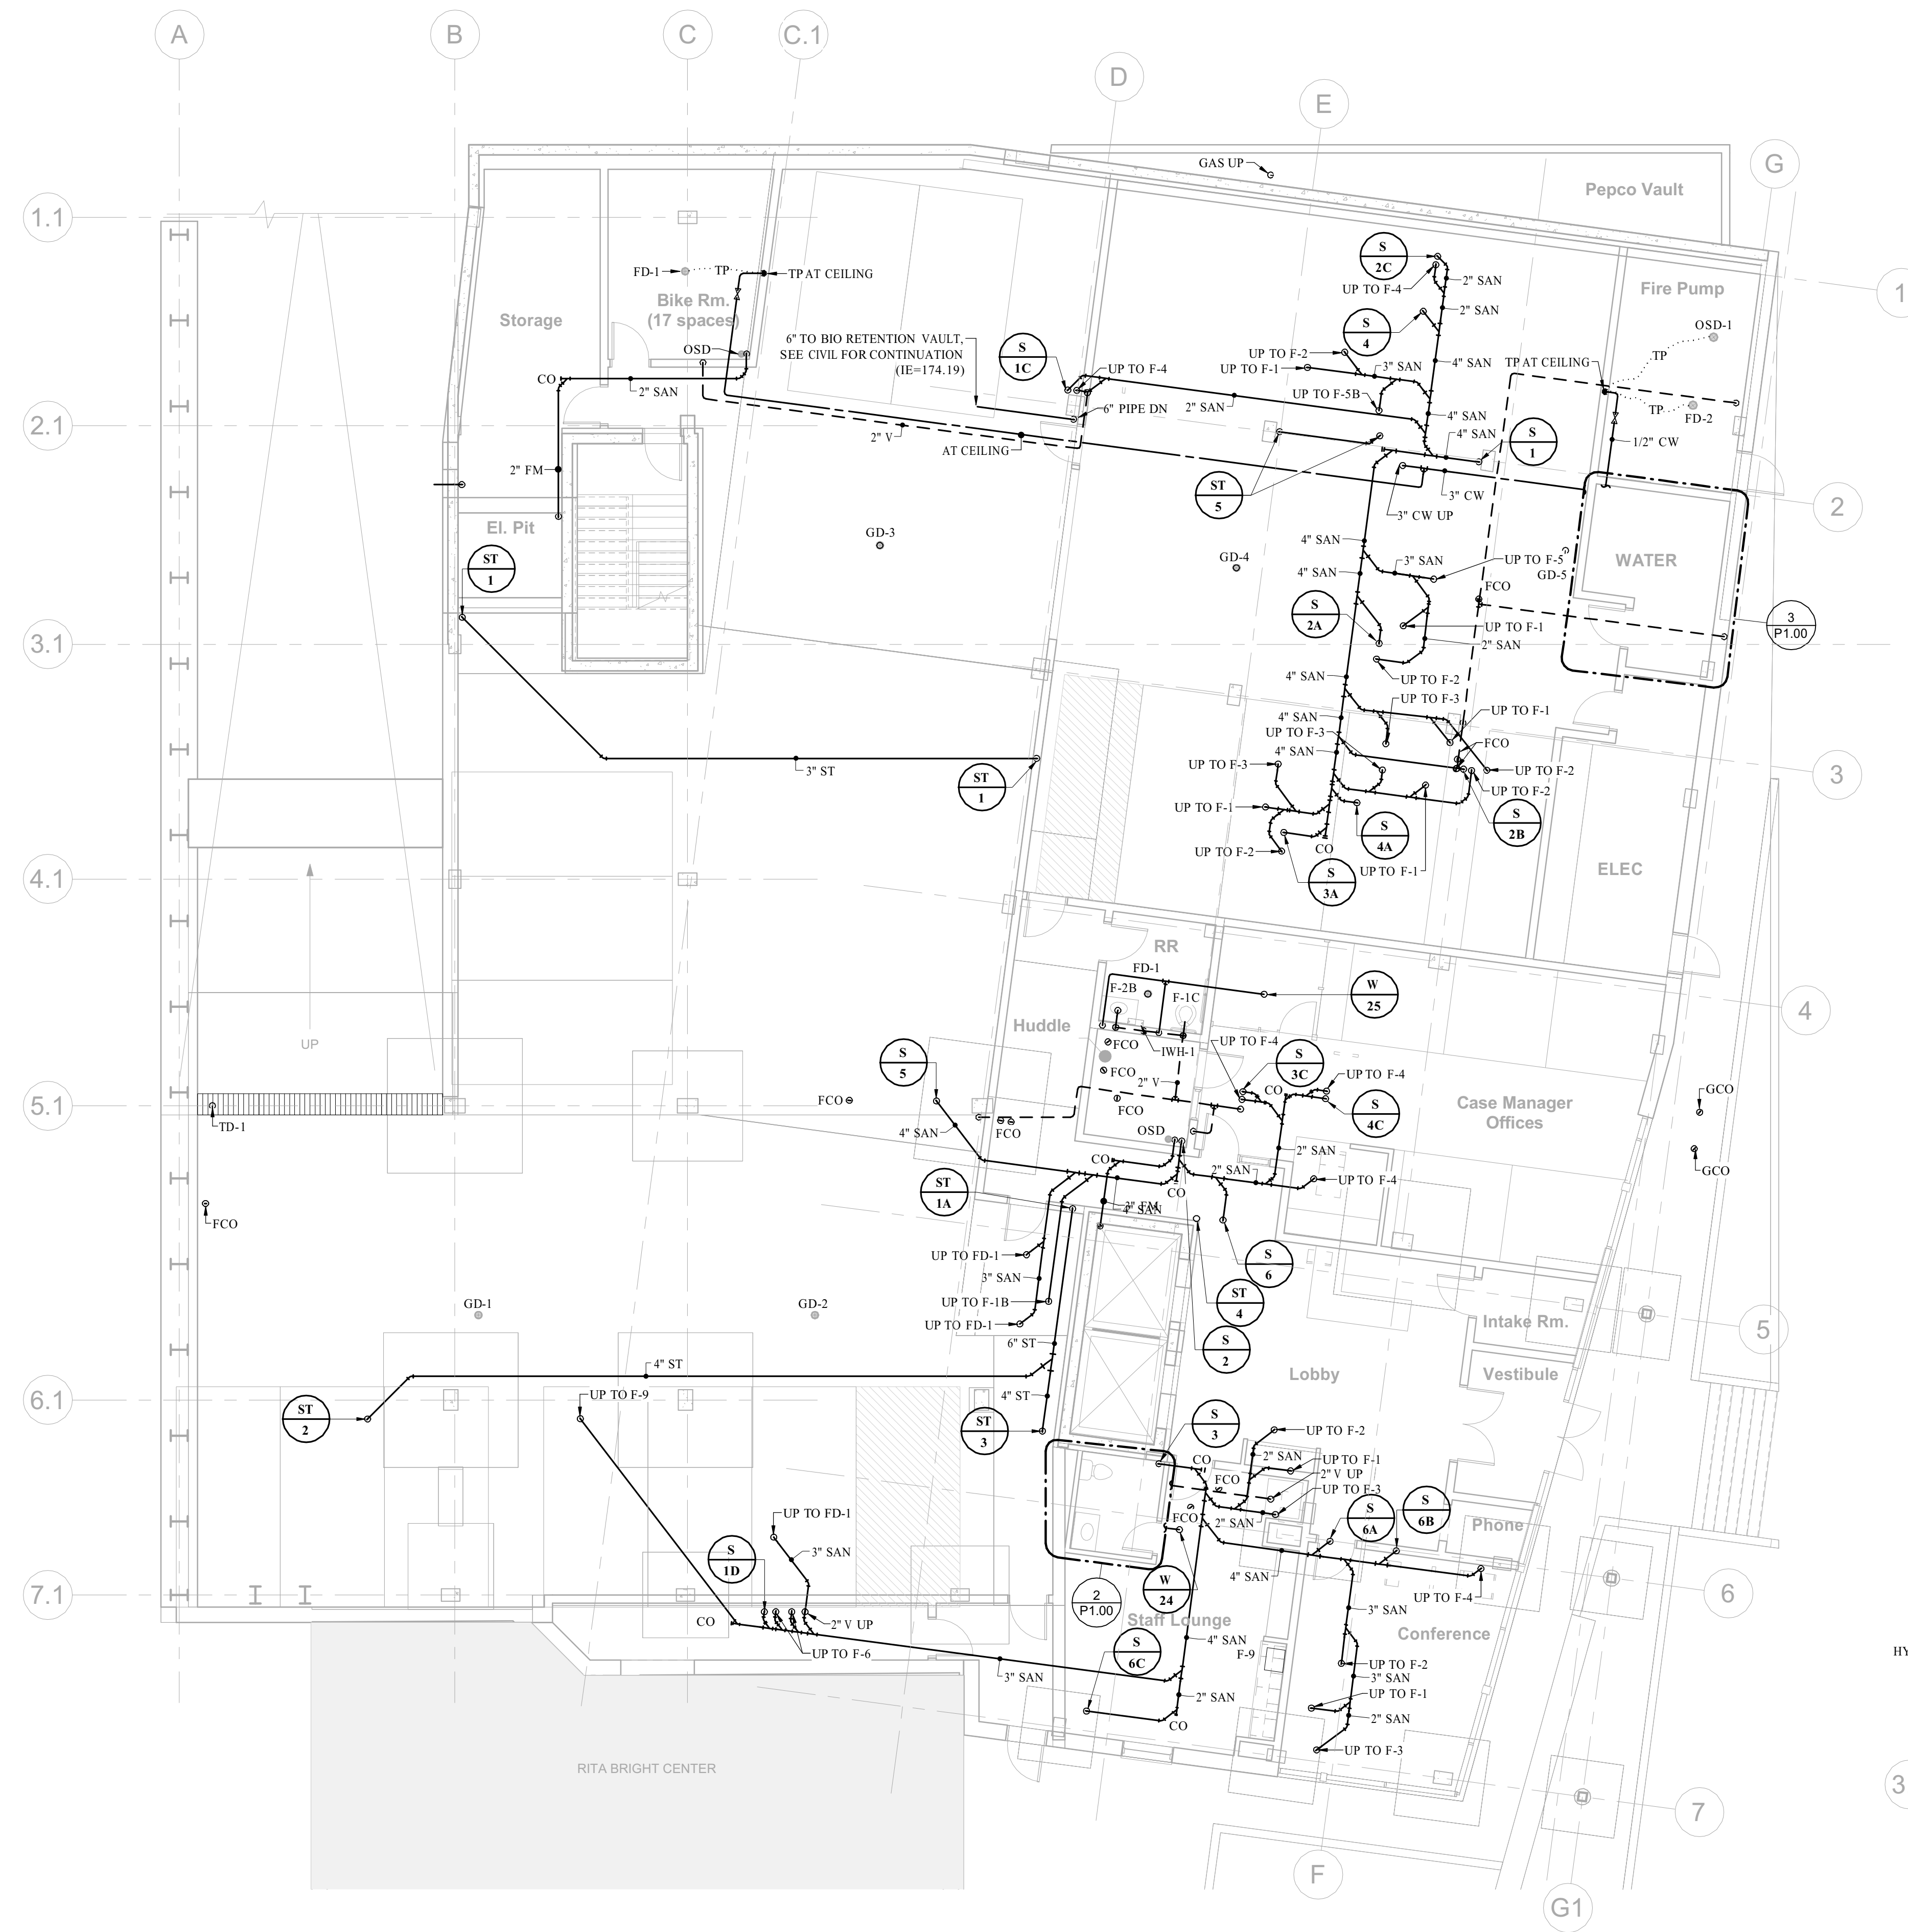 A
B
C
C.1
D
E
G
GAS UP
Pepco Vault
1.1
S
2C
2" SAN
UP TO F-4
FD-1
TP
TP AT CEILING
Bike Rm.
(17 spaces)
Storage
Fire Pump
1
2" SAN
S
4
OSD-1
TP
6" TO BIO RETENTION VAULT,
SEE CIVIL FOR CONTINUATION
(IE=174.19)
S
1C
OSD
UP TO F-2
4" SAN
TP AT CEILING
UP TO F-1
3" SAN
UP TO F-4
CO
2" SAN
UP TO F-5B
2" SAN
6" PIPE DN
TP
FD-2
4" SAN
2.1
2" V
AT CEILING
4" SAN
S
1
1/2" CW
2" FM
ST
5
3" CW
3" CW UP
2
El. Pit
GD-3
4" SAN
GD-4
3" SAN
UP TO F-5
GD-5
WATER
ST
1
4" SAN
FCO
S
2A
UP TO F-1
3
P1.00
3.1
2" SAN
4" SAN
UP TO F-2
UP TO F-3
UP TO F-1
4" SAN
UP TO F-3
FCO
4" SAN
3" ST
UP TO F-3
UP TO F-2
3
ST
1
UP TO F-2
UP TO F-1
S
2B
S
4A
UP TO F-2
CO
UP TO F-1
ELEC
4.1
S
3A
RR
FD-1
F-2B
F-1C
W
25
4
Huddle
UP
FCO
IWH-1
UP TO F-4
S
5
S
3C
FCO
2" V
CO
UP TO F-4
5.1
FCO
FCO
S
4C
Case Manager
Offices
GCO
TD-1
4" SAN
FCO
OSD
2" SAN
CO
2" SAN
UP TO F-4
GCO
ST
1A
CO
2" FM
4" SAN
FCO
UP TO FD-1
S
6
3" SAN
UP TO F-1B
ST
4
GD-1
GD-2
UP TO FD-1
Intake Rm.
5
6" ST
S
2
4" ST
Lobby
Vestibule
6.1
UP TO F-9
4" ST
ST
2
ST
3
S
3
UP TO F-2
2" SAN
CO
UP TO F-1
2" V UP
FCO
UP TO F-3
S
6B
UP TO FD-1
FCO
2" SAN
S
6A
Phone
3" SAN
S
1D
4" SAN
W
24
UP TO F-4
7.1
2
P1.00
6
3" SAN
CO
2" V UP
Staff Lounge
Conference
S
6C
4" SAN
UP TO F-6
F-9
HY
UP TO F-2
3" SAN
3" SAN
2" SAN
UP TO F-1
CO
2" SAN
UP TO F-3
RITA BRIGHT CENTER
3
7
F
G1